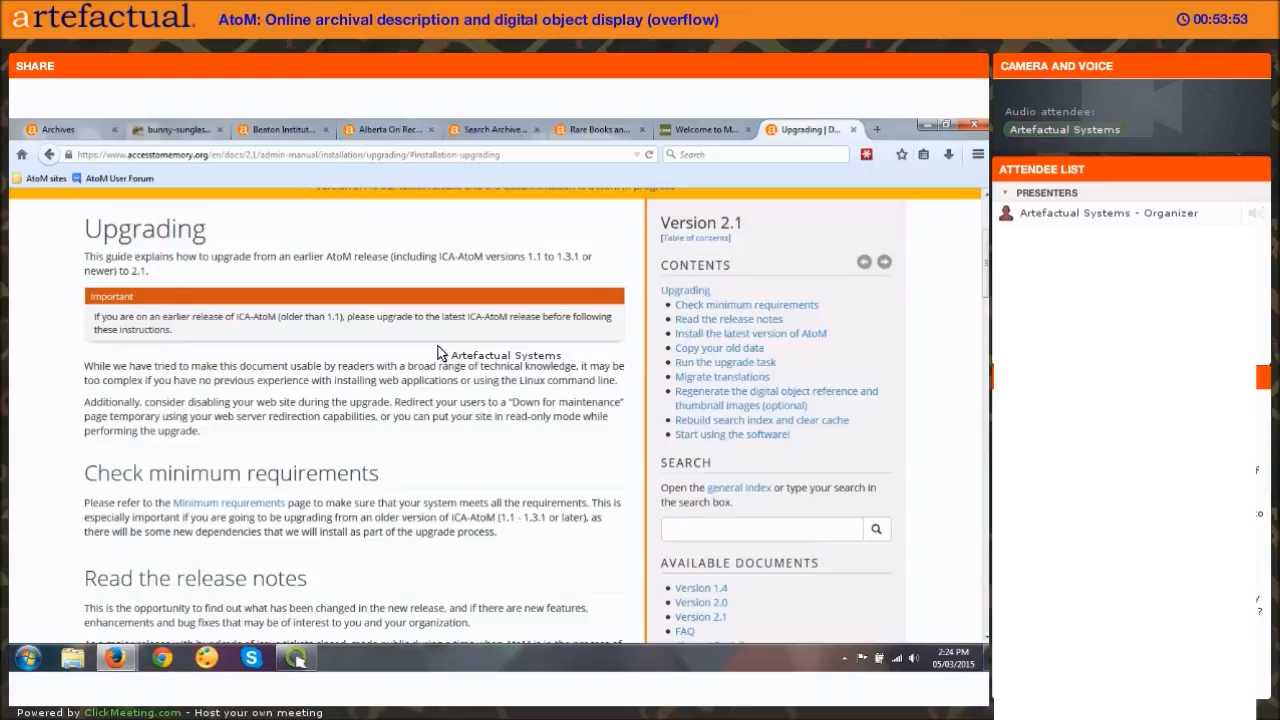 artefactual
AtoM: Online archival description and digital object display (overflow)
00:53:53
SHARE
CAMERA AND VOICE
Audio attendee:
Artefactual Systems
ATTENDEE LIST
PRESENTERS
Artefactual Systems - Organizer
Archives
bunny-sunglas...
Beaton Institut...
Alberta On Rec...
Search Archive...
Rare Books an...
Welcome to M...
Upgrading | D...
https://www.accesstomemory.org/en/docs/2.1/admin-manual/installation/upgrading/#installation-upgrading
Search
AtoM sites
AtoM User Forum
Upgrading
This guide explains how to upgrade from an earlier AtoM release (including ICA-AtoM versions 1.1 to 1.3.1 or
newer) to 2.1.
Important
If you are on an earlier release of ICA-AtoM (older than 1.1), please upgrade to the latest ICA-AtoM release before following
these instructions.
Artefactual Systems
While we have tried to make this document usable by readers with a broad range of technical knowledge, it may be
too complex if you have no previous experience with installing web applications or using the Linux command line.
Additionally, consider disabling your web site during the upgrade. Redirect your users to a “Down for maintenance”
page temporary using your web server redirection capabilities, or you can put your site in read-only mode while
performing the upgrade.
Check minimum requirements
Please refer to the Minimum requirements page to make sure that your system meets all the requirements. This is
especially important if you are going to be upgrading from an older version of ICA-AtoM (1.1 - 1.3.1 or later), as
there will be some new dependencies that we will install as part of the upgrade process.
Read the release notes
This is the opportunity to find out what has been changed in the new release, and if there are new features,
enhancements and bug fixes that may be of interest to you and your organization.
Version 2.1
[Table of contents]
CONTENTS
Upgrading
Check minimum requirements
Read the release notes
Install the latest version of AtoM
Copy your old data
Run the upgrade task
Migrate translations
Regenerate the digital object reference and
thumbnail images (optional)
Rebuild search index and clear cache
Start using the software!
SEARCH
Open the general index or type your search in
the search box.
AVAILABLE DOCUMENTS
Version 1.4
Version 2.0
Version 2.1
FAQ
2:24 PM
05/03/2015
Powered by ClickMeeting.com - Host your own meeting